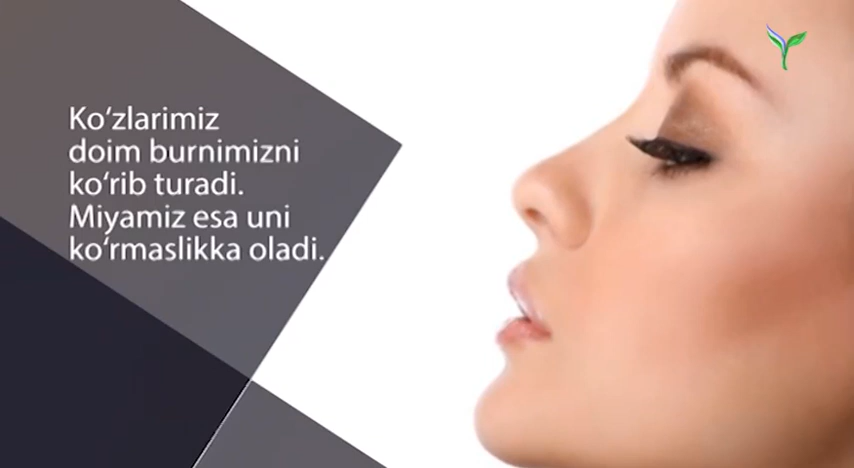 Ko‘zlarimiz
doim burnimizni
ko‘rib turadi.
Miyamiz esa uni
ko‘rmaslikka oladi.